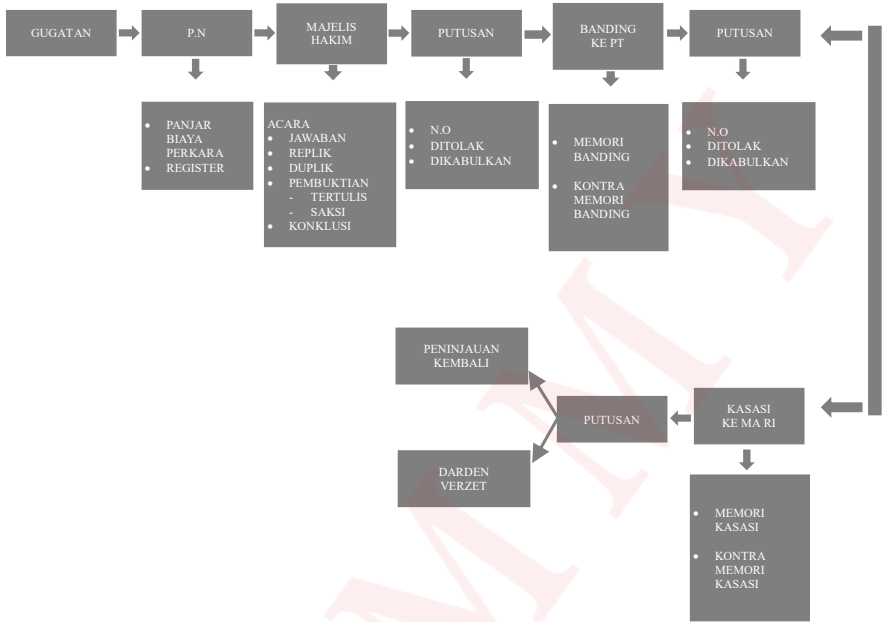 GUGATAN
P.N
MAJELIS
HAKIM
PUTUSAN
BANDING
KE PT
PUTUSAN
• PANJAR
BIAYA
PERKARA
• REGISTER
ACARA
• JAWABAN
• REPLIK
• DUPLIK
• PEMBUKTIAN
- TERTULIS
- SAKSI
• KONKLUSI
• N.O
• DITOLAK
• DIKABULKAN
• MEMORI
BANDING
• KONTRA
MEMORI
BANDING
• N.O
• DITOLAK
• DIKABULKAN
PENINJAUAN
KEMBALI
PUTUSAN
KASASI
KE MA RI
DARDEN
VERZET
• MEMORI
KASASI
• KONTRA
MEMORI
KASASI